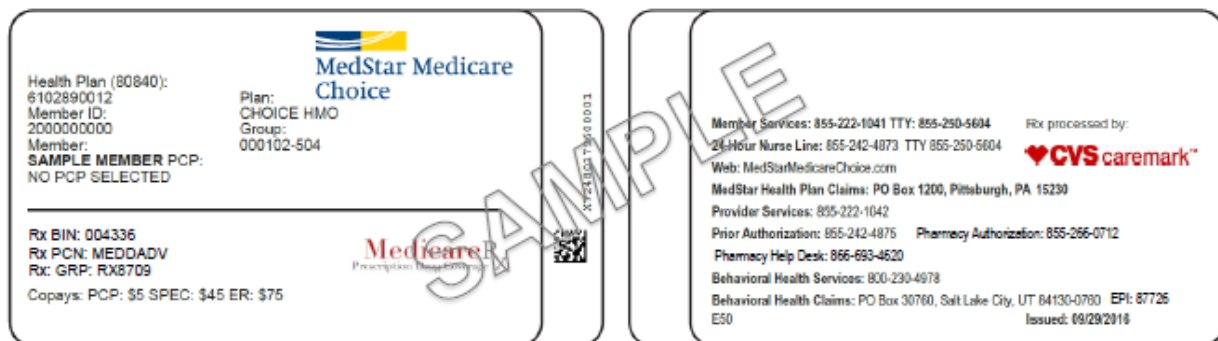 MedStar Medicare
Choice
Health Plan (80840):
6102890012
Member ID:
2000000000
Member:
SAMPLE MEMBER PCP:
NO PCP SELECTED
Plan:
CHOICE HMO
Group:
000102-504
Rx BIN: 004336
Rx PCN: MEDDADV
Rx: GRP: RX8709
Copays: PCP: $5 SPEC: $45 ER: $75
MedicareR
Prescription Drug Coverage
SAMPLE
Member Services: 855-222-1041 TTY: 855-250-5604
24-Hour Nurse Line: 855-242-4873 TTY 855-250-5604
Web: MedStarMedicareChoice.com
MedStar Health Plan Claims: PO Box 1200, Pittsburgh, PA 15230
Provider Services: 855-222-1042
Prior Authorization: 855-242-4875 Pharmacy Authorization: 855-266-0712
Pharmacy Help Desk: 866-693-4620
Behavioral Health Services: 800-230-4978
Behavioral Health Claims: PO Box 30760, Salt Lake City, UT 84130-0760 EPI: 87726
E50
Issued: 09/29/2016
Rx processed by:
CVS caremark™